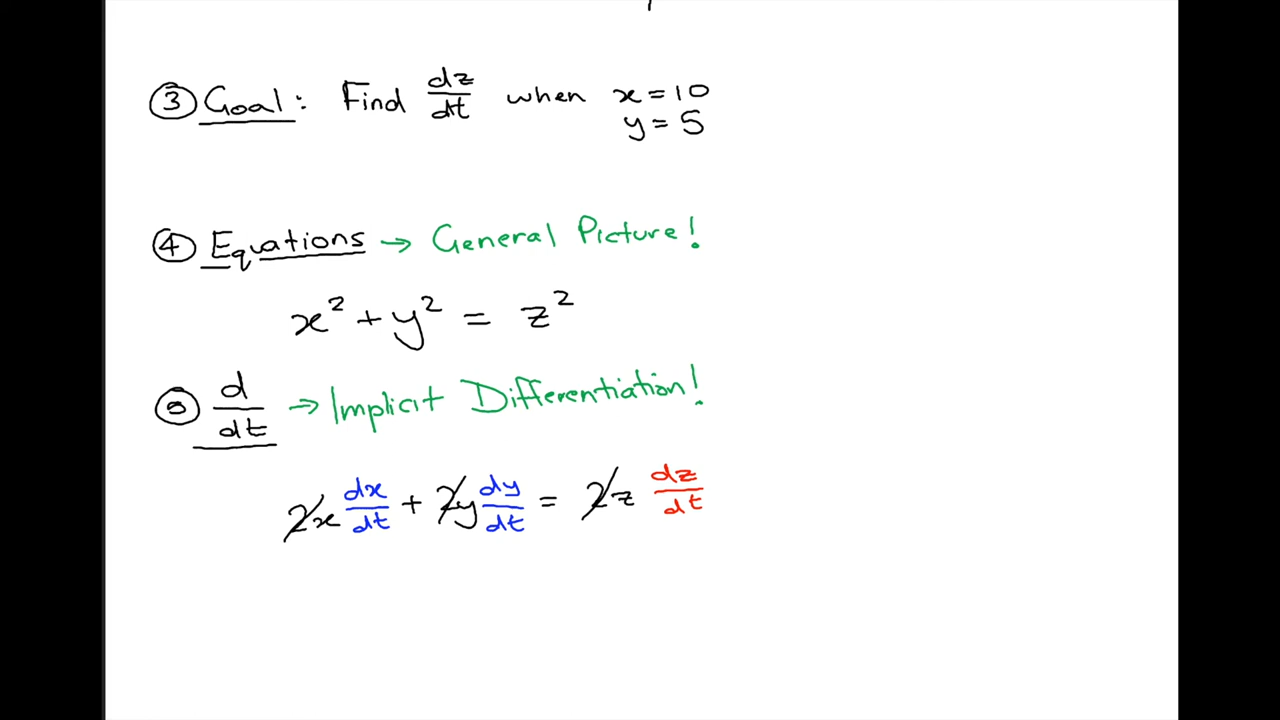 ③ Goal: Find dz/dt when x = 10
y = 5
④ Equations → General Picture!
x² + y² = z²
⑤ d/dt → Implicit Differentiation!
2x dx/dt + 2y dy/dt = 2z dz/dt